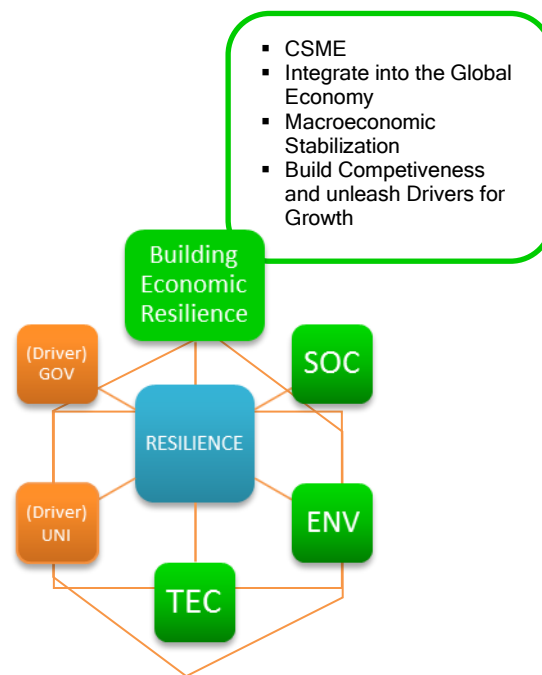 ▪ CSME
▪ Integrate into the Global
Economy
▪ Macroeconomic
Stabilization
▪ Build Competiveness
and unleash Drivers for
Growth
Building
Economic
Resilience
(Driver)
GOV
SOC
RESILIENCE
(Driver)
UNI
ENV
TEC